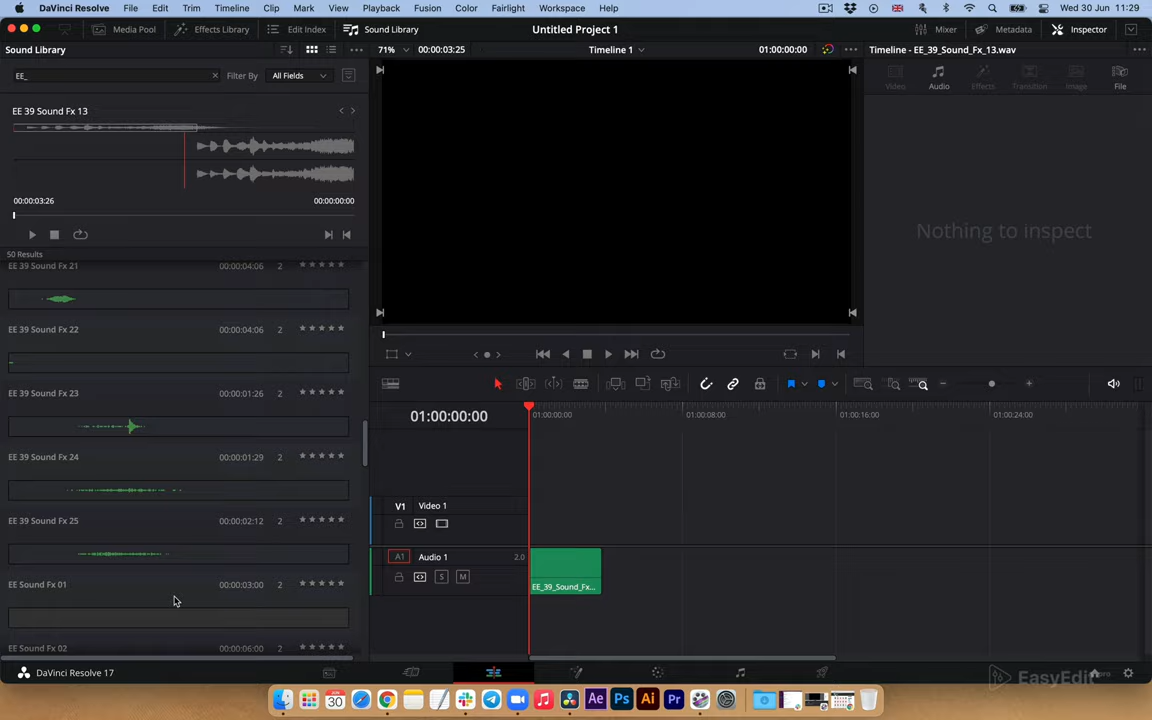 DaVinci Resolve File Edit Trim Timeline Clip Mark View Playback Fusion Color Fairlight Workspace Help Wed 30 Jun 11:29
Media Pool Effects Library Edit Index Sound Library Untitled Project 1 Mixer Metadata Inspector
Sound Library 71% 00:00:03:25 Timeline 1 01:00:00:00 Timeline - EE_39_Sound_Fx_13.wav
EE_ Filter By All Fields
Video Audio Effects Transition Image File
EE 39 Sound Fx 13
00:00:03:26 00:00:00:00
Nothing to inspect
50 Results
EE 39 Sound Fx 21 00:00:04:06 2
EE 39 Sound Fx 22 00:00:04:06 2
EE 39 Sound Fx 23 00:00:01:26 2
EE 39 Sound Fx 24 00:00:01:29 2
EE 39 Sound Fx 25 00:00:02:12 2
EE Sound Fx 01 00:00:03:00 2
EE Sound Fx 02 00:00:06:00 2
01:00:00:00 01:00:00:00 01:00:08:00 01:00:16:00 01:00:24:00
V1 Video 1
A1 Audio 1 2.0
S M
EE_39_Sound_Fx...
DaVinci Resolve 17
EasyEdit
pro
JUN
30
Ae Ps Ai Pr